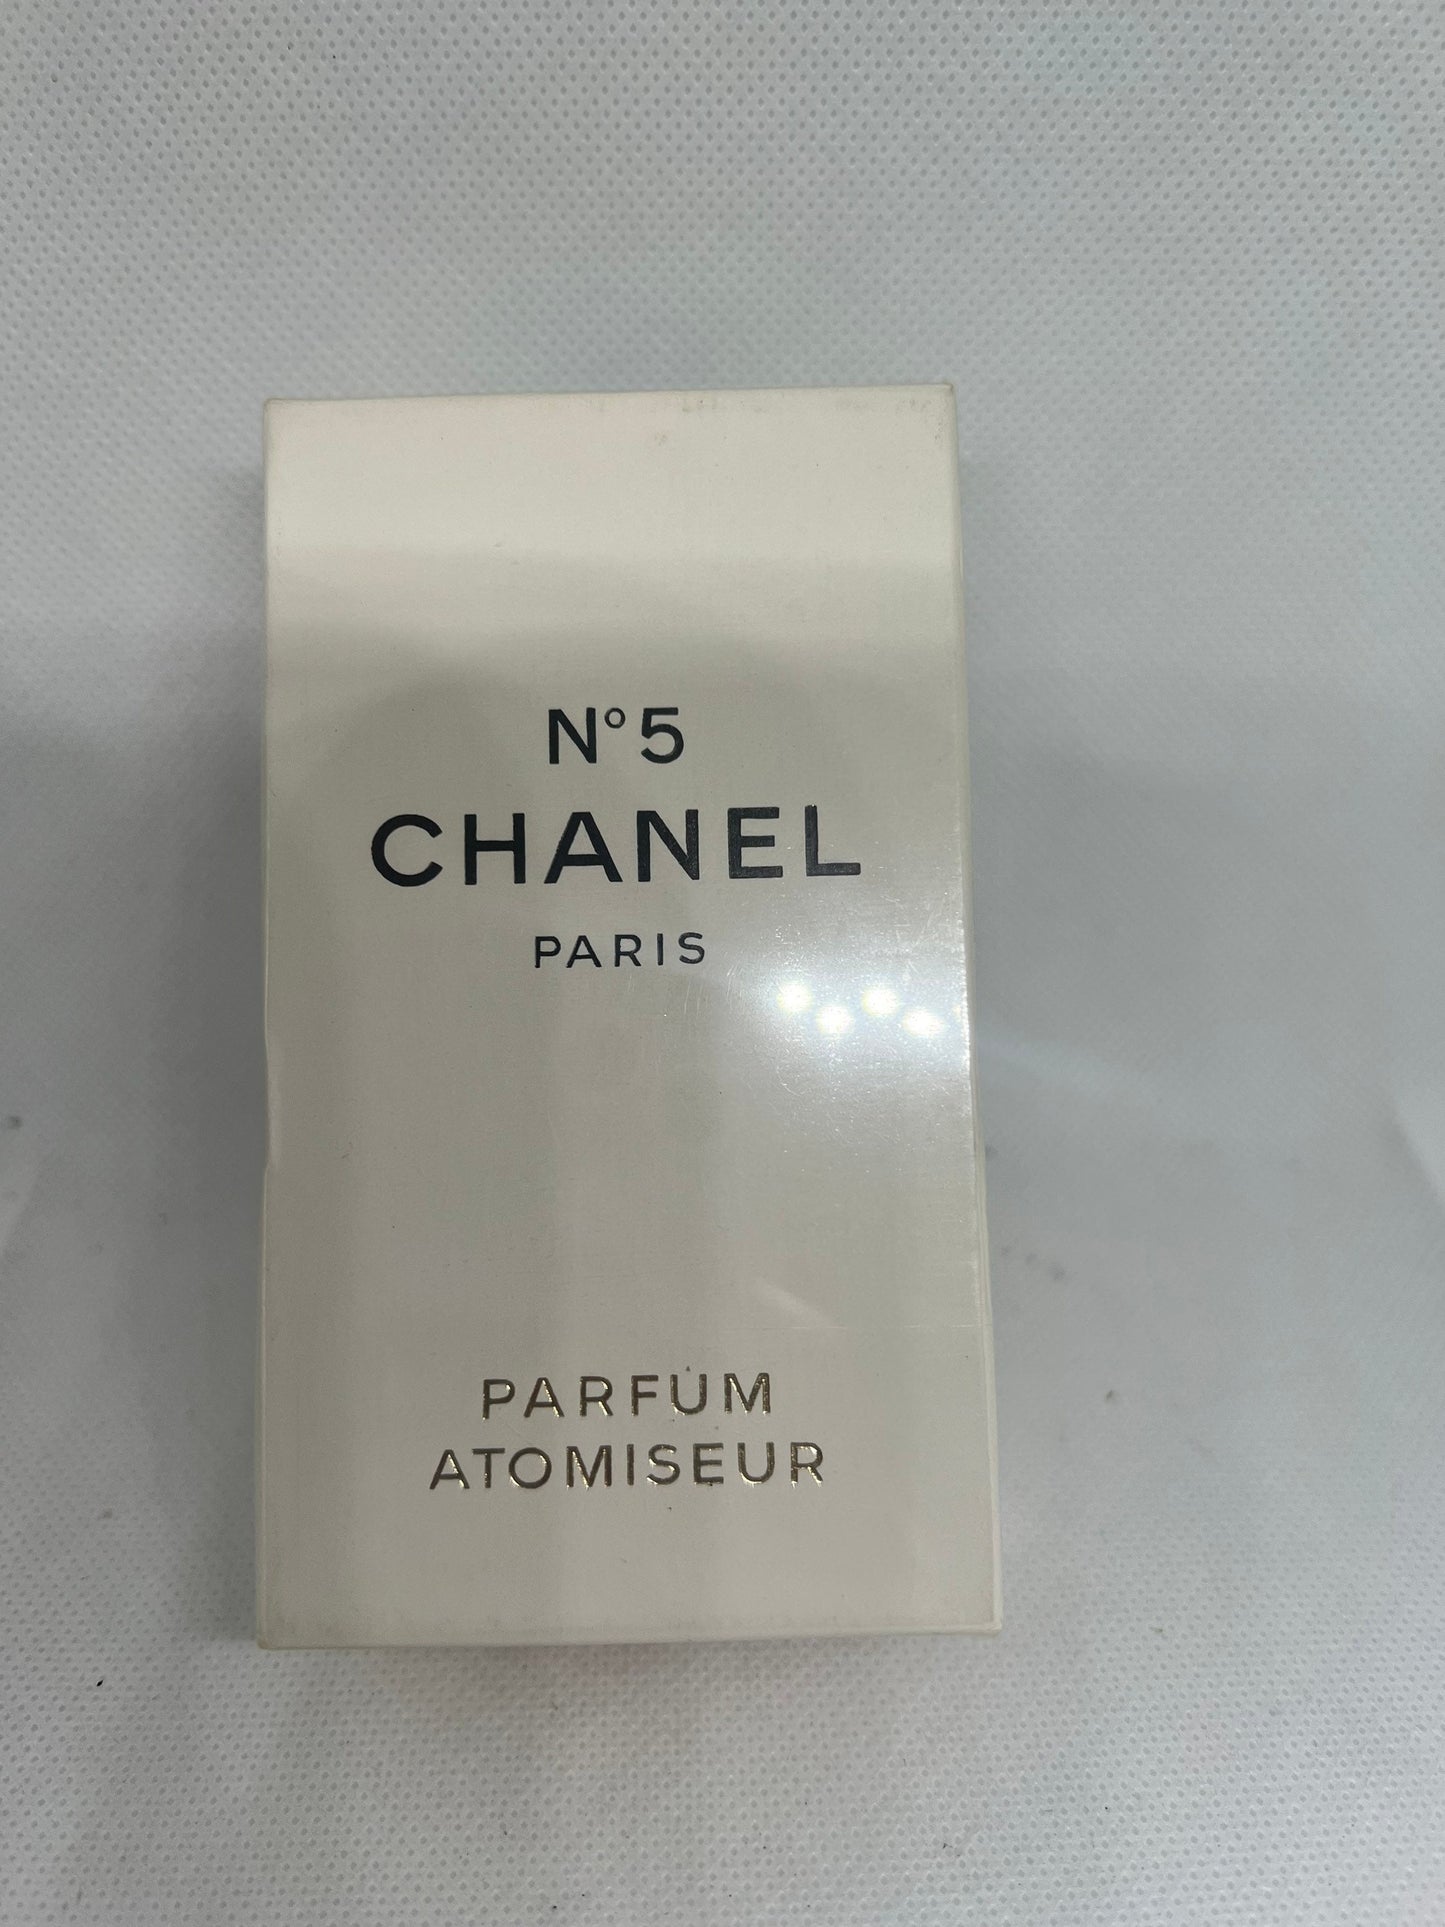 N°5
CHANEL
PARIS
PARFUM
ATOMISEUR